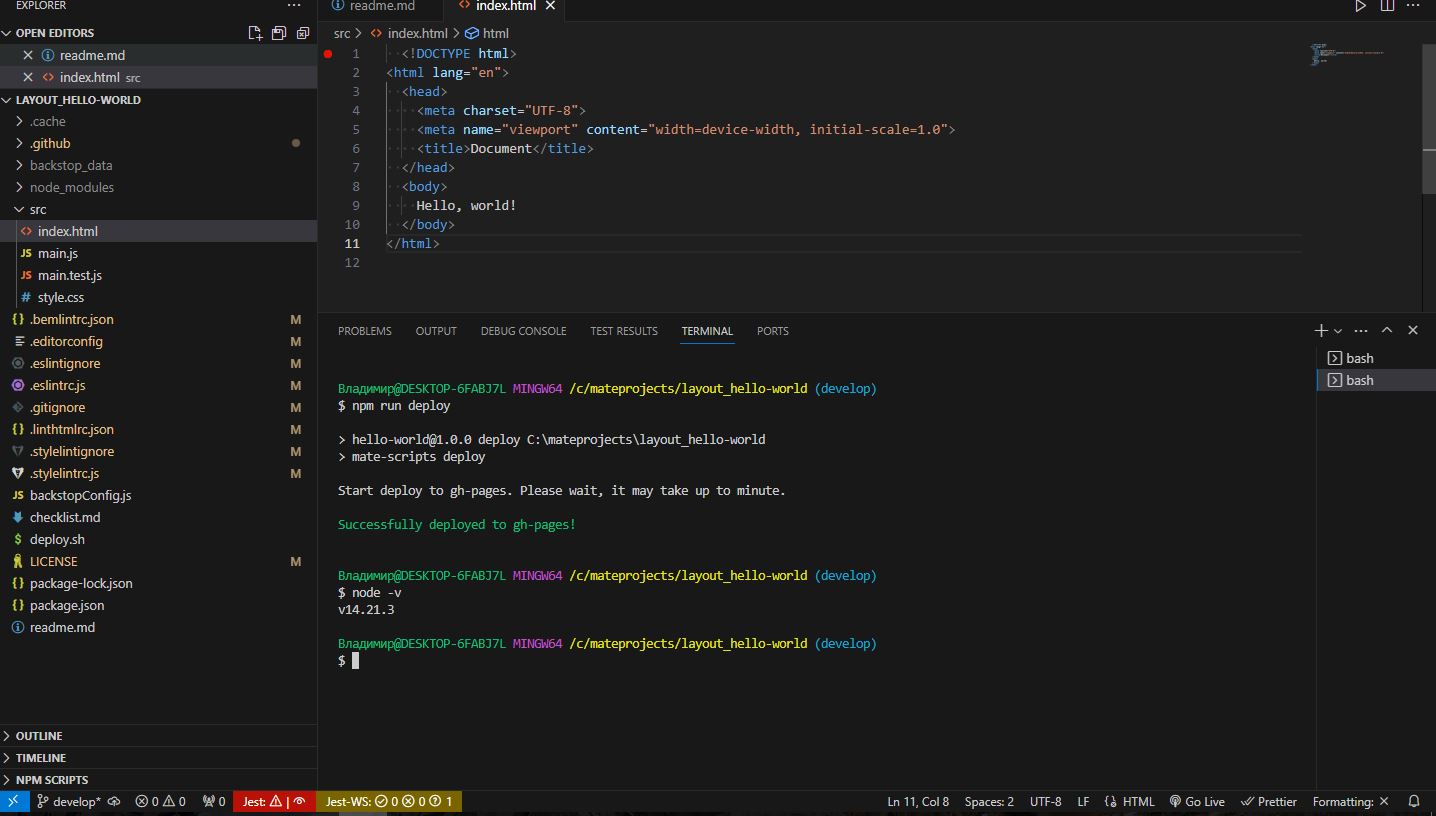 EXPLORER
OPEN EDITORS
readme.md
index.html src
LAYOUT_HELLO-WORLD
.cache
.github
backstop_data
node_modules
src
index.html
JS main.js
JS main.test.js
# style.css
{} .bemlintrc.json M
.editorconfig M
.eslintignore M
.eslintrc.js M
.gitignore M
{} .linthtmlrc.json M
.stylelintignore M
.stylelintrc.js M
JS backstopConfig.js
checklist.md
$ deploy.sh
LICENSE M
{} package-lock.json
{} package.json
readme.md
OUTLINE
TIMELINE
NPM SCRIPTS
readme.md
index.html
src > index.html > html
1 <!DOCTYPE html>
2 <html lang="en">
3 <head>
4 <meta charset="UTF-8">
5 <meta name="viewport" content="width=device-width, initial-scale=1.0">
6 <title>Document</title>
7 </head>
8 <body>
9 Hello, world!
10 </body>
11 </html>
12
PROBLEMS OUTPUT DEBUG CONSOLE TEST RESULTS TERMINAL PORTS
Владимир@DESKTOP-6FABJ7L MINGW64 /c/mateprojects/layout_hello-world (develop)
$ npm run deploy
> hello-world@1.0.0 deploy C:\mateprojects\layout_hello-world
> mate-scripts deploy
Start deploy to gh-pages. Please wait, it may take up to minute.
Successfully deployed to gh-pages!
Владимир@DESKTOP-6FABJ7L MINGW64 /c/mateprojects/layout_hello-world (develop)
$ node -v
v14.21.3
Владимир@DESKTOP-6FABJ7L MINGW64 /c/mateprojects/layout_hello-world (develop)
$
bash
bash
develop* 0 0 0 Jest: | Jest-WS: 0 0 1 Ln 11, Col 8 Spaces: 2 UTF-8 LF HTML Go Live Prettier Formatting: